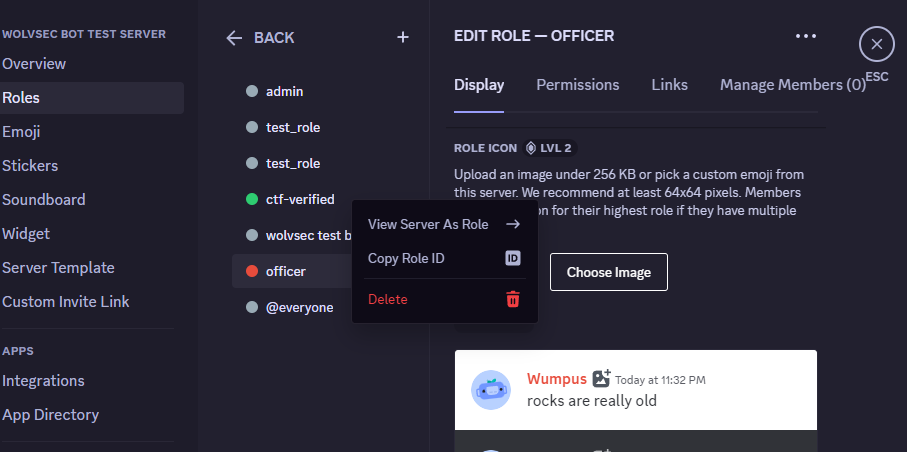 WOLVSEC BOT TEST SERVER
Overview
Roles
Emoji
Stickers
Soundboard
Widget
Server Template
Custom Invite Link
APPS
Integrations
App Directory
BACK
admin
test_role
test_role
ctf-verified
wolvsec test b
officer
@everyone
View Server As Role
Copy Role ID
ID
Delete
EDIT ROLE — OFFICER
ESC
Display
Permissions
Links
Manage Members (0)
ROLE ICON LVL 2
Upload an image under 256 KB or pick a custom emoji from
this server. We recommend at least 64x64 pixels. Members
on for their highest role if they have multiple
Choose Image
Wumpus Today at 11:32 PM
rocks are really old